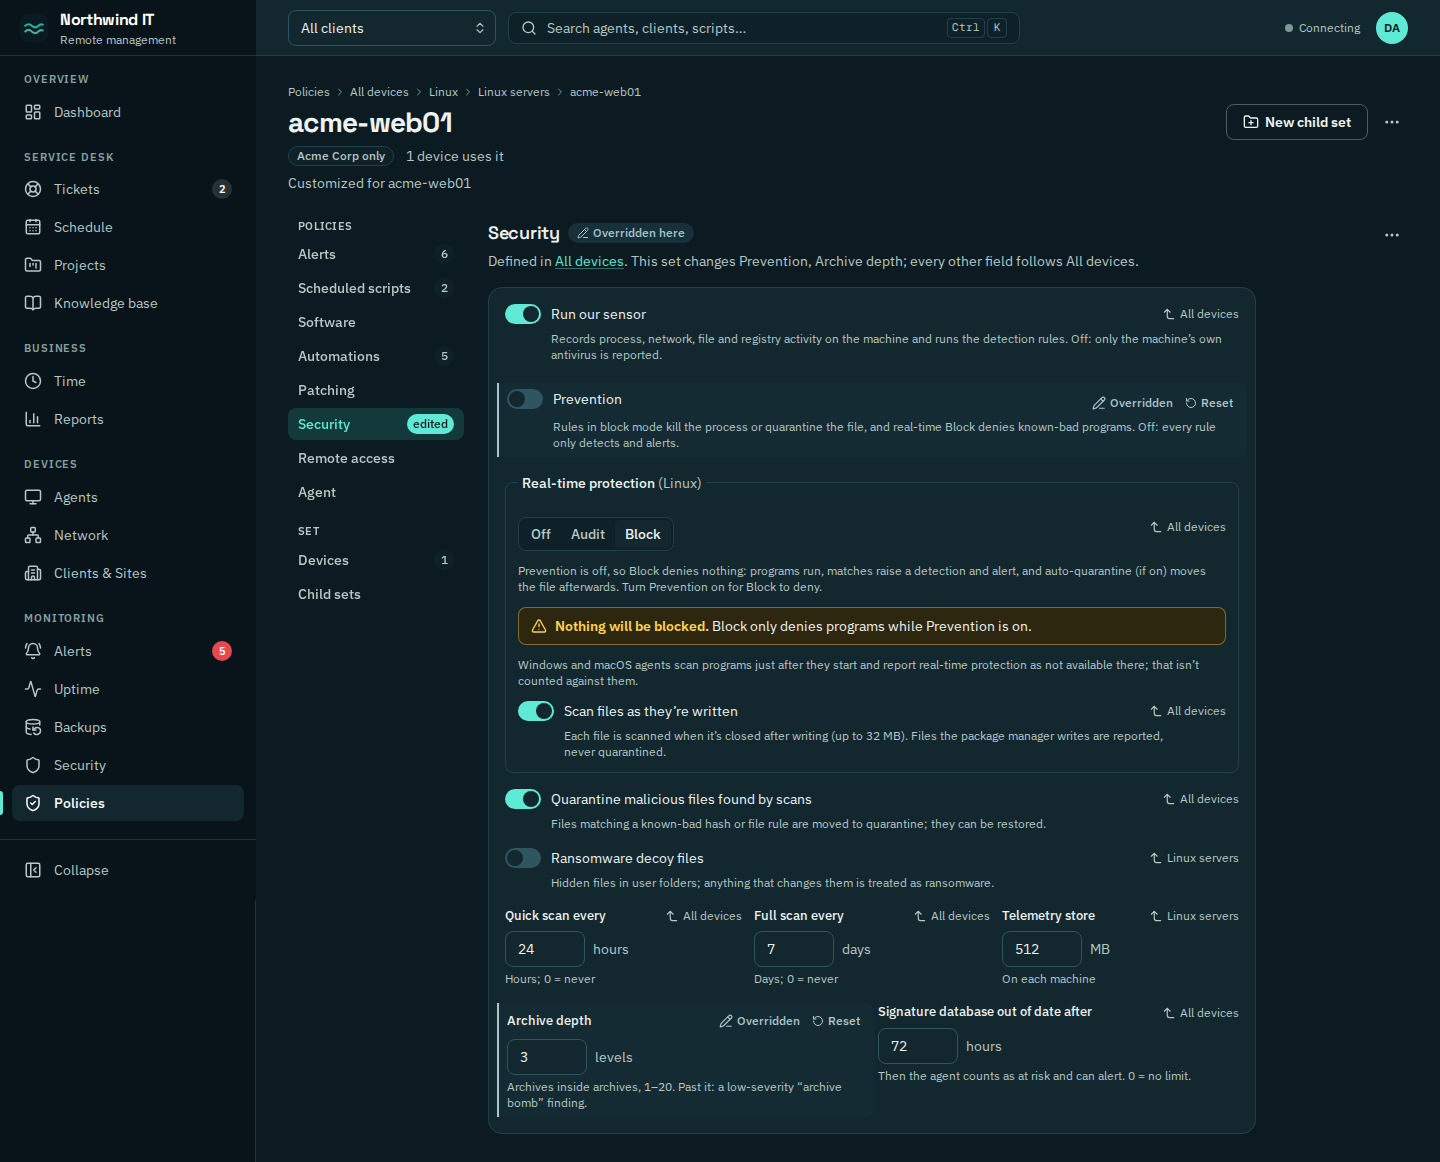 Northwind IT
Remote management
All clients
Search agents, clients, scripts...
Ctrl K
Connecting
DA
OVERVIEW
Dashboard
SERVICE DESK
Tickets 2
Schedule
Projects
Knowledge base
BUSINESS
Time
Reports
DEVICES
Agents
Network
Clients & Sites
MONITORING
Alerts 5
Uptime
Backups
Security
Policies
Collapse
Policies > All devices > Linux > Linux servers > acme-web01
acme-web01
New child set
Acme Corp only 1 device uses it
Customized for acme-web01
POLICIES
Alerts 6
Scheduled scripts 2
Software
Automations 5
Patching
Security edited
Remote access
Agent
SET
Devices 1
Child sets
Security Overridden here
Defined in All devices. This set changes Prevention, Archive depth; every other field follows All devices.
Run our sensor All devices
Records process, network, file and registry activity on the machine and runs the detection rules. Off: only the machine's own
antivirus is reported.
Prevention Overridden Reset
Rules in block mode kill the process or quarantine the file, and real-time Block denies known-bad programs. Off: every rule
only detects and alerts.
Real-time protection (Linux)
Off Audit Block All devices
Prevention is off, so Block denies nothing: programs run, matches raise a detection and alert, and auto-quarantine (if on) moves
the file afterwards. Turn Prevention on for Block to deny.
Nothing will be blocked. Block only denies programs while Prevention is on.
Windows and macOS agents scan programs just after they start and report real-time protection as not available there; that isn't
counted against them.
Scan files as they're written All devices
Each file is scanned when it's closed after writing (up to 32 MB). Files the package manager writes are reported,
never quarantined.
Quarantine malicious files found by scans All devices
Files matching a known-bad hash or file rule are moved to quarantine; they can be restored.
Ransomware decoy files Linux servers
Hidden files in user folders; anything that changes them is treated as ransomware.
Quick scan every All devices Full scan every All devices Telemetry store Linux servers
24 hours 7 days 512 MB
Hours; 0 = never Days; 0 = never On each machine
Archive depth Overridden Reset
3 levels
Archives inside archives, 1–20. Past it: a low-severity “archive
bomb” finding.
Signature database out of date after All devices
72 hours
Then the agent counts as at risk and can alert. 0 = no limit.